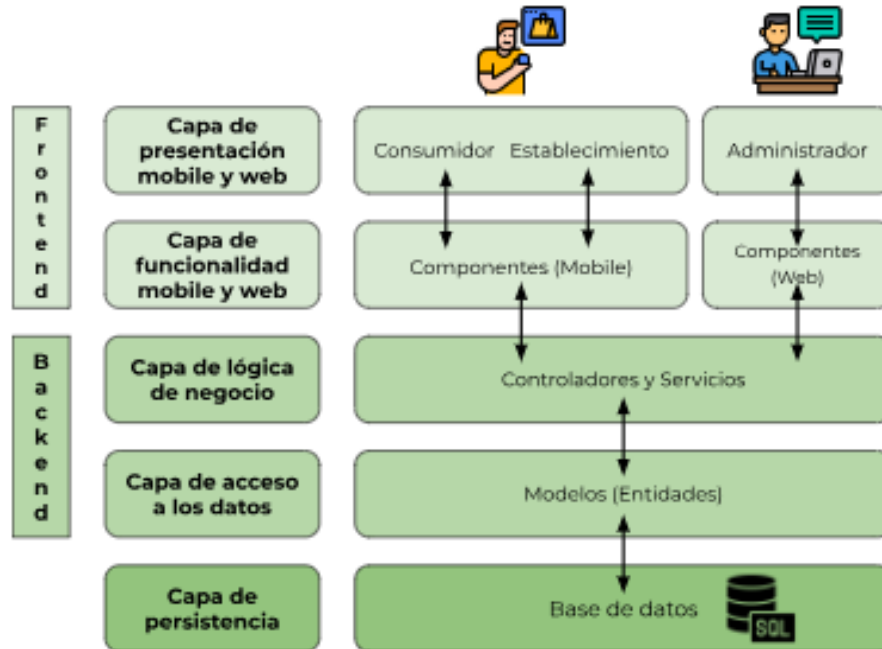 Frontend
Capa de
presentación
mobile y web
Consumidor Establecimiento
Administrador
Capa de
funcionalidad
mobile y web
Componentes (Mobile)
Componentes
(Web)
Backend
Capa de lógica
de negocio
Controladores y Servicios
Capa de acceso
a los datos
Modelos (Entidades)
Capa de
persistencia
Base de datos
SQL